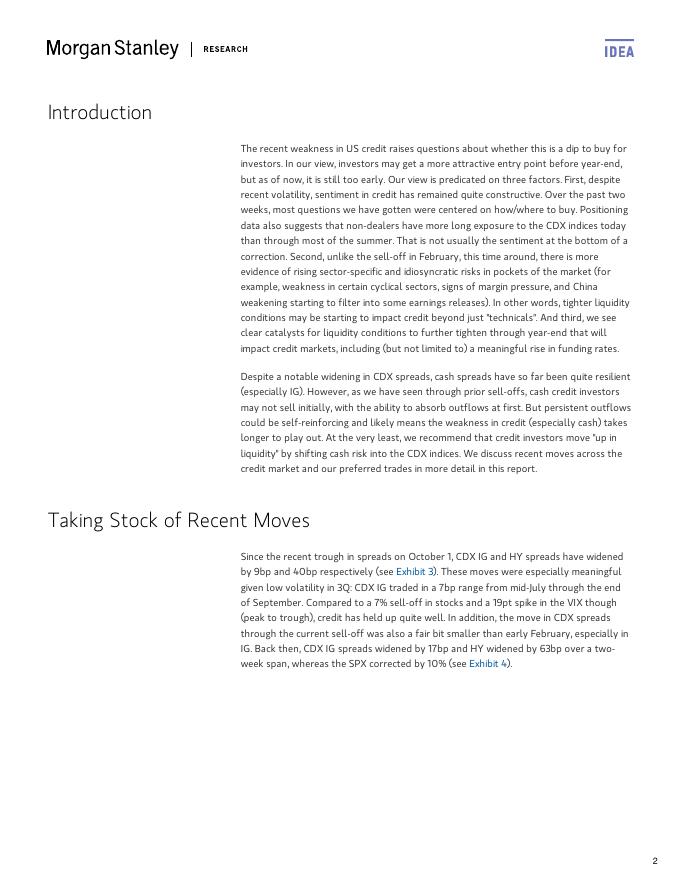 Morgan Stanley | RESEARCH
IDEA
Introduction
The recent weakness in US credit raises questions about whether this is a dip to buy for
investors. In our view, investors may get a more attractive entry point before year-end,
but as of now, it is still too early. Our view is predicated on three factors. First, despite
recent volatility, sentiment in credit has remained quite constructive. Over the past two
weeks, most questions we have gotten were centered on how/where to buy. Positioning
data also suggests that non-dealers have more long exposure to the CDX indices today
than through most of the summer. That is not usually the sentiment at the bottom of a
correction. Second, unlike the sell-off in February, this time around, there is more
evidence of rising sector-specific and idiosyncratic risks in pockets of the market (for
example, weakness in certain cyclical sectors, signs of margin pressure, and China
weakening starting to filter into some earnings releases). In other words, tighter liquidity
conditions may be starting to impact credit beyond just "technicals". And third, we see
clear catalysts for liquidity conditions to further tighten through year-end that will
impact credit markets, including (but not limited to) a meaningful rise in funding rates.
Despite a notable widening in CDX spreads, cash spreads have so far been quite resilient
(especially IG). However, as we have seen through prior sell-offs, cash credit investors
may not sell initially, with the ability to absorb outflows at first. But persistent outflows
could be self-reinforcing and likely means the weakness in credit (especially cash) takes
longer to play out. At the very least, we recommend that credit investors move "up in
liquidity" by shifting cash risk into the CDX indices. We discuss recent moves across the
credit market and our preferred trades in more detail in this report.
Taking Stock of Recent Moves
Since the recent trough in spreads on October 1, CDX IG and HY spreads have widened
by 9bp and 40bp respectively (see Exhibit 3). These moves were especially meaningful
given low volatility in 3Q: CDX IG traded in a 7bp range from mid-July through the end
of September. Compared to a 7% sell-off in stocks and a 19pt spike in the VIX though
(peak to trough), credit has held up quite well. In addition, the move in CDX spreads
through the current sell-off was also a fair bit smaller than early February, especially in
IG. Back then, CDX IG spreads widened by 17bp and HY widened by 63bp over a two-
week span, whereas the SPX corrected by 10% (see Exhibit 4).
2